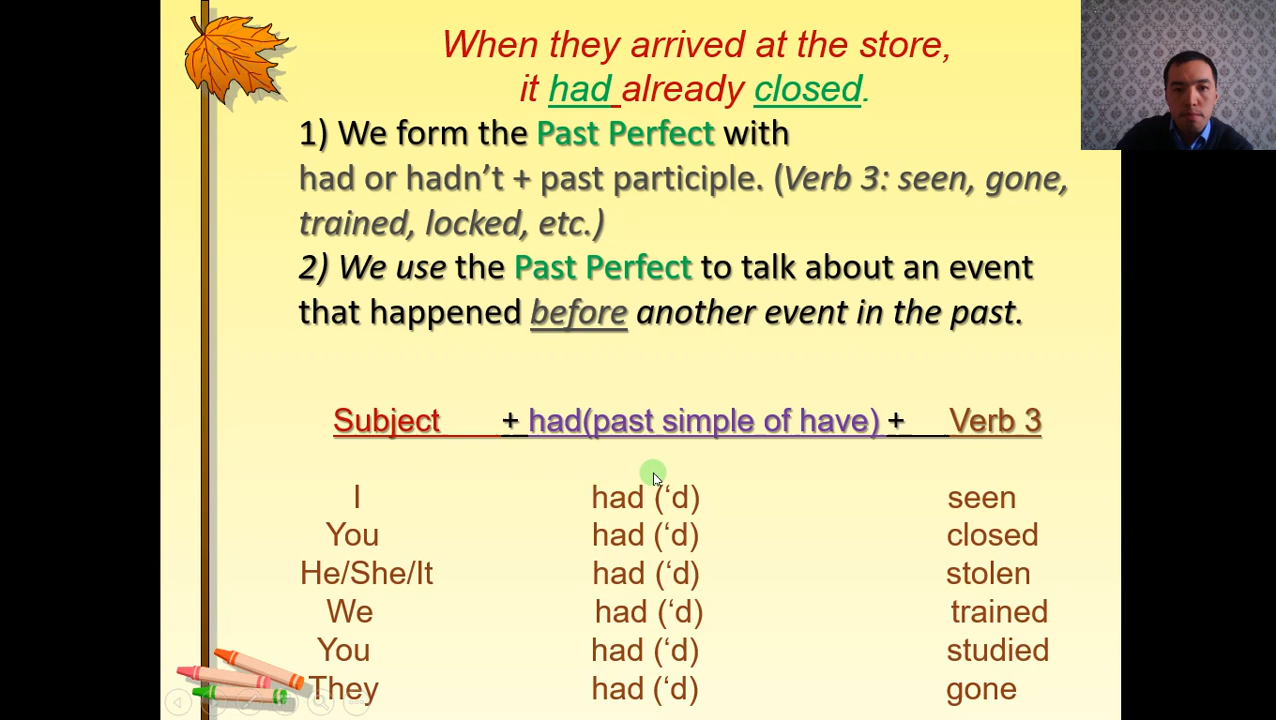 When they arrived at the store,
it had already closed.
1) We form the Past Perfect with
had or hadn’t + past participle. (Verb 3: seen, gone,
trained, locked, etc.)
2) We use the Past Perfect to talk about an event
that happened before another event in the past.
Subject + had(past simple of have) + Verb 3
I had (‘d) seen
You had (‘d) closed
He/She/It had (‘d) stolen
We had (‘d) trained
You had (‘d) studied
They had (‘d) gone